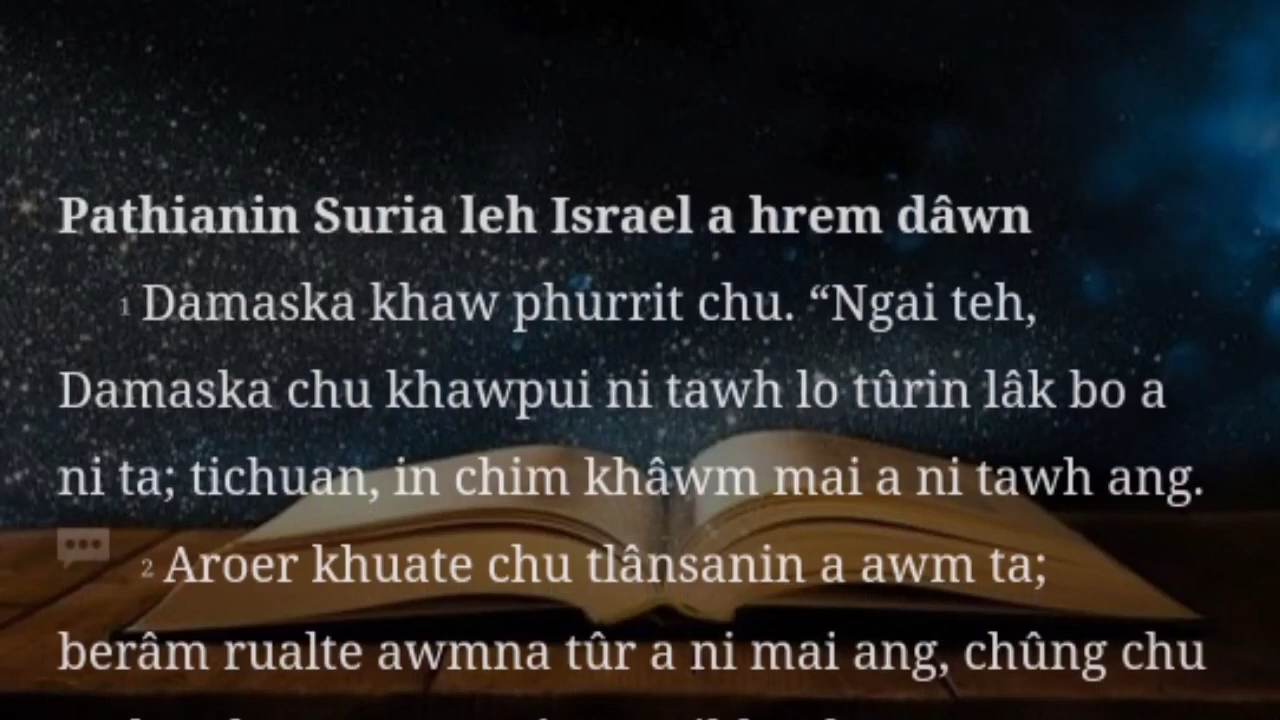 Pathianin Suria leh Israel a hrem dâwn
1 Damaska khaw phurrit chu. “Ngai teh,
Damaska chu khawpui ni tawh lo tûrin lâk bo a
ni ta; tichuan, in chim khâwm mai a ni tawh ang.
2 Aroer khuate chu tlânsanin a awm ta;
berâm rualte awmna tûr a ni mai ang, chûng chu